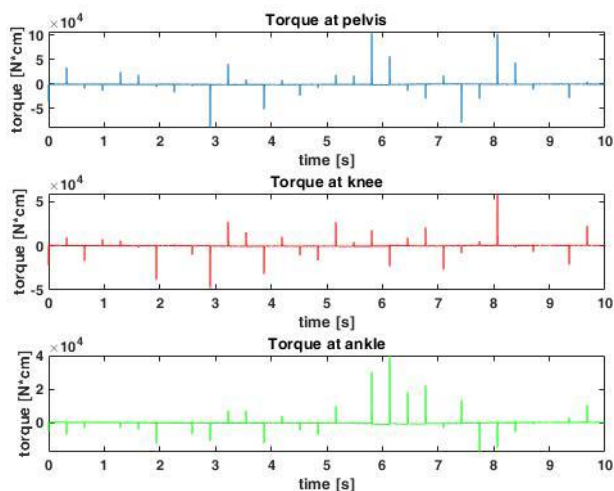 Torque at pelvis
×10⁴
torque [N*cm]
10
5
0
-5
0 1 2 3 4 5 6 7 8 9 10
time [s]
Torque at knee
×10⁴
torque [N*cm]
5
0
-5
0 1 2 3 4 5 6 7 8 9 10
time [s]
Torque at ankle
×10⁴
torque [N*cm]
4
2
0
0 1 2 3 4 5 6 7 8 9 10
time [s]